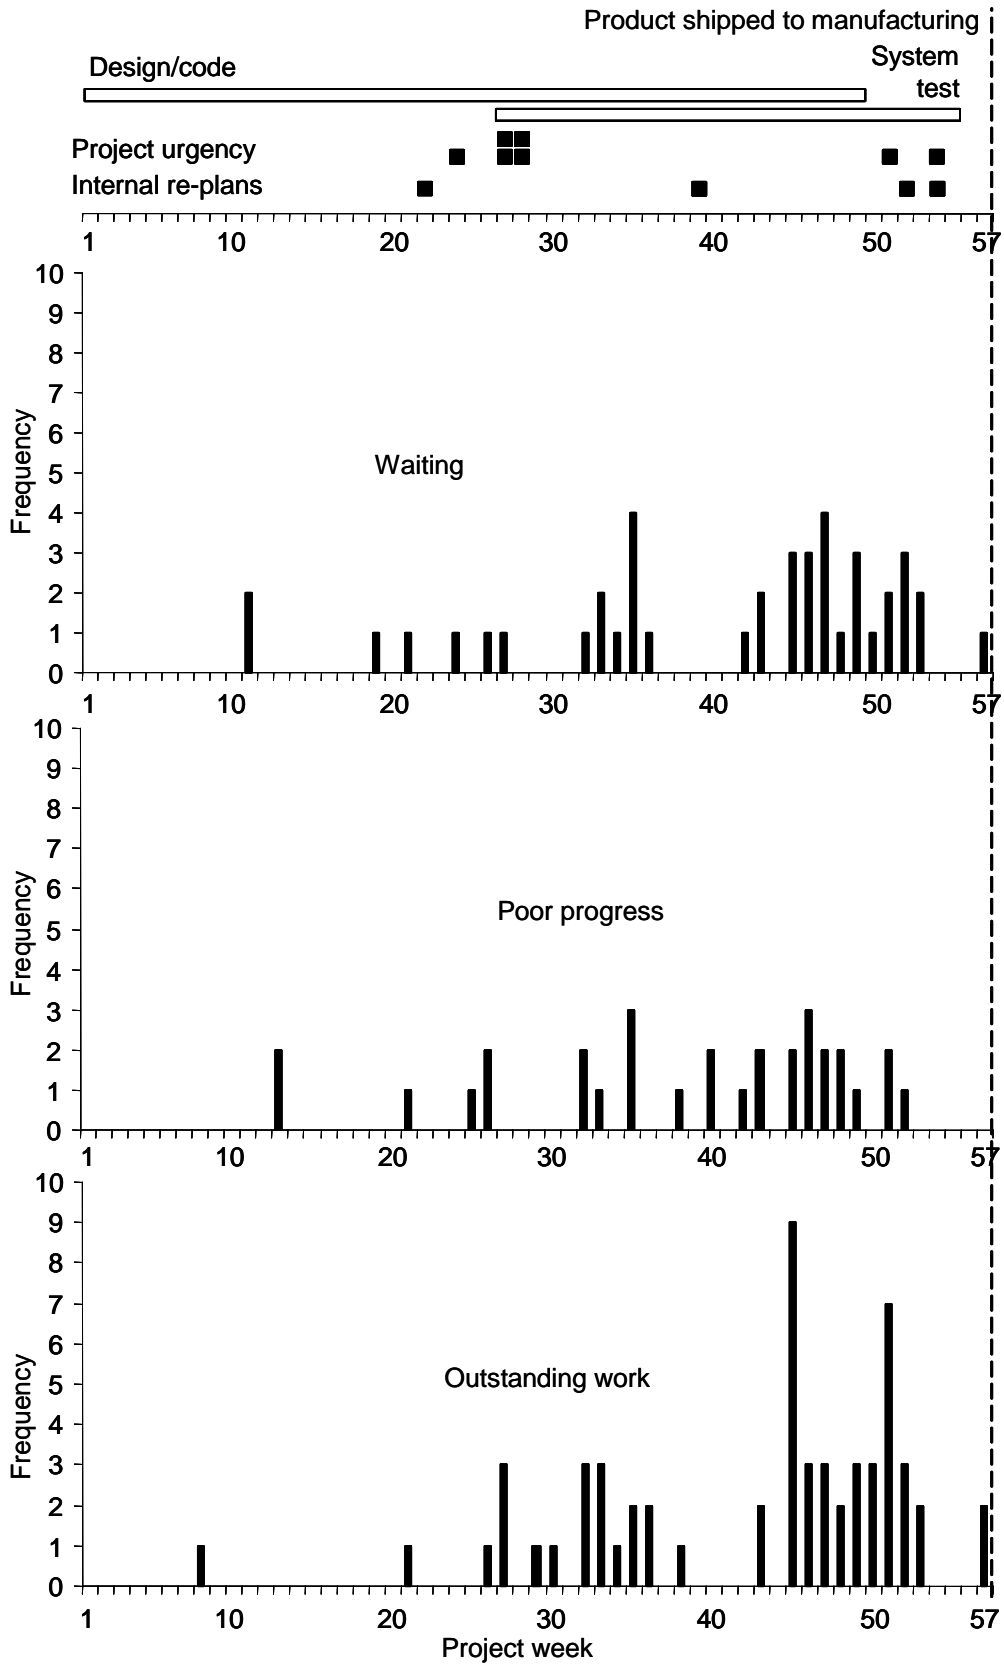 Product shipped to manufacturing
Design/code
System
test
Project urgency
Internal re-plans
1 10 20 30 40 50 57
10
9
8
7
6
5
4
3
2
1
0
Frequency
Waiting
1 10 20 30 40 50 57
10
9
8
7
6
5
4
3
2
1
0
Frequency
Poor progress
1 10 20 30 40 50 57
10
9
8
7
6
5
4
3
2
1
0
Frequency
Outstanding work
1 10 20 30 40 50 57
Project week